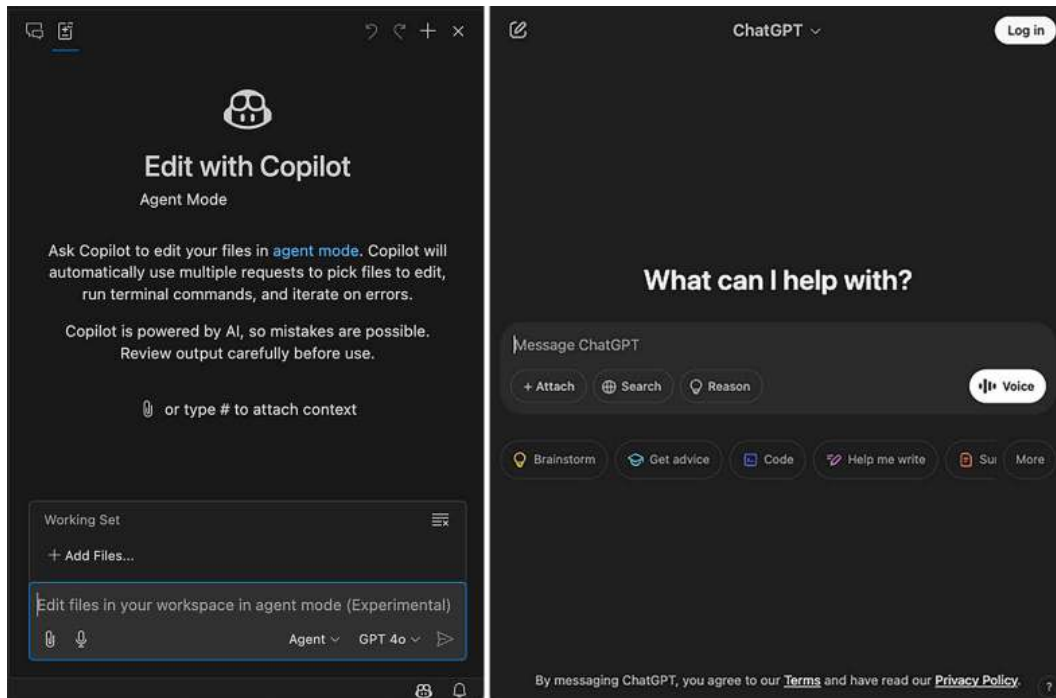 Edit with Copilot
Agent Mode
Ask Copilot to edit your files in agent mode. Copilot will
automatically use multiple requests to pick files to edit,
run terminal commands, and iterate on errors.
Copilot is powered by AI, so mistakes are possible.
Review output carefully before use.
or type # to attach context
Working Set
+ Add Files...
Edit files in your workspace in agent mode (Experimental)
Agent GPT 4o
ChatGPT Log in
What can I help with?
Message ChatGPT
+ Attach Search Reason Voice
Brainstorm Get advice Code Help me write Su More
By messaging ChatGPT, you agree to our Terms and have read our Privacy Policy.
?